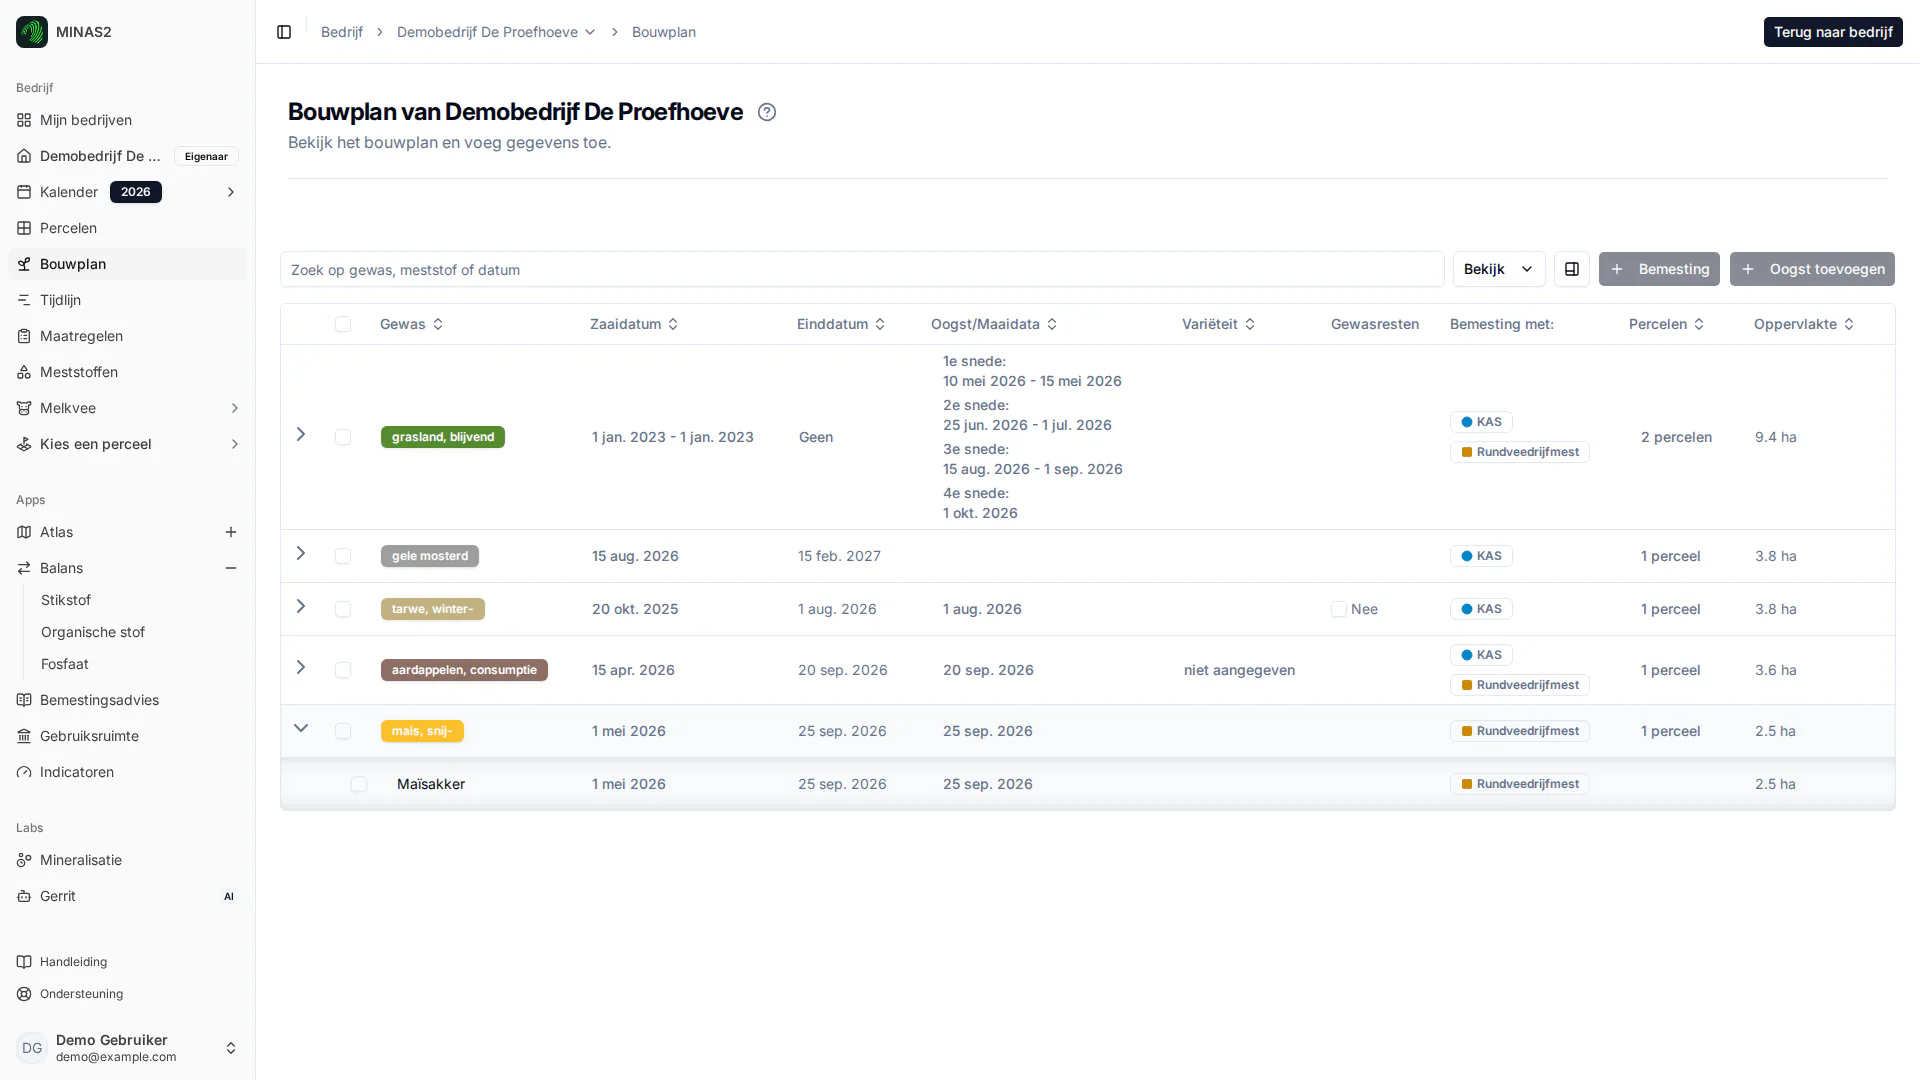 MINAS2
Bedrijf
Mijn bedrijven
Demobedrijf De ... Eigenaar
Kalender 2026
Percelen
Bouwplan
Tijdlijn
Maatregelen
Meststoffen
Melkvee
Kies een perceel
Apps
Atlas
Balans
Stikstof
Organische stof
Fosfaat
Bemestingsadvies
Gebruiksruimte
Indicatoren
Labs
Mineralisatie
Gerrit AI
Handleiding
Ondersteuning
DG Demo Gebruiker
demo@example.com
Bedrijf > Demobedrijf De Proefhoeve > Bouwplan
Terug naar bedrijf
Bouwplan van Demobedrijf De Proefhoeve
Bekijk het bouwplan en voeg gegevens toe.
Zoek op gewas, meststof of datum Bekijk + Bemesting + Oogst toevoegen
Gewas Zaaidatum Einddatum Oogst/Maaidata Variëteit Gewasresten Bemesting met: Percelen Oppervlakte
1e snede:
10 mei 2026 - 15 mei 2026
2e snede:
25 jun. 2026 - 1 jul. 2026
grasland, blijvend 1 jan. 2023 - 1 jan. 2023 Geen KAS Rundveedrijfmest 2 percelen 9.4 ha
3e snede:
15 aug. 2026 - 1 sep. 2026
4e snede:
1 okt. 2026
gele mosterd 15 aug. 2026 15 feb. 2027 KAS 1 perceel 3.8 ha
tarwe, winter- 20 okt. 2025 1 aug. 2026 1 aug. 2026 Nee KAS 1 perceel 3.8 ha
aardappelen, consumptie 15 apr. 2026 20 sep. 2026 20 sep. 2026 niet aangegeven KAS Rundveedrijfmest 1 perceel 3.6 ha
mais, snij- 1 mei 2026 25 sep. 2026 25 sep. 2026 Rundveedrijfmest 1 perceel 2.5 ha
Maïsakker 1 mei 2026 25 sep. 2026 25 sep. 2026 Rundveedrijfmest 2.5 ha